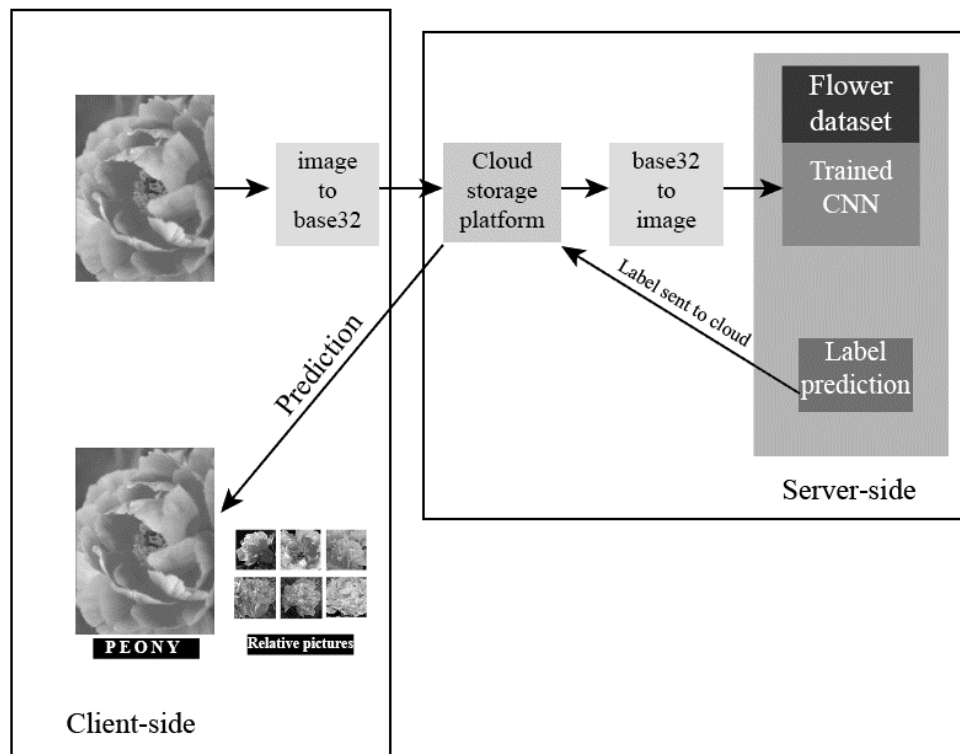 image
to
base32
Cloud
storage
platform
base32
to
image
Flower
dataset
Trained
CNN
Label sent to cloud
Label
prediction
Server-side
Prediction
PEONY
Relative pictures
Client-side